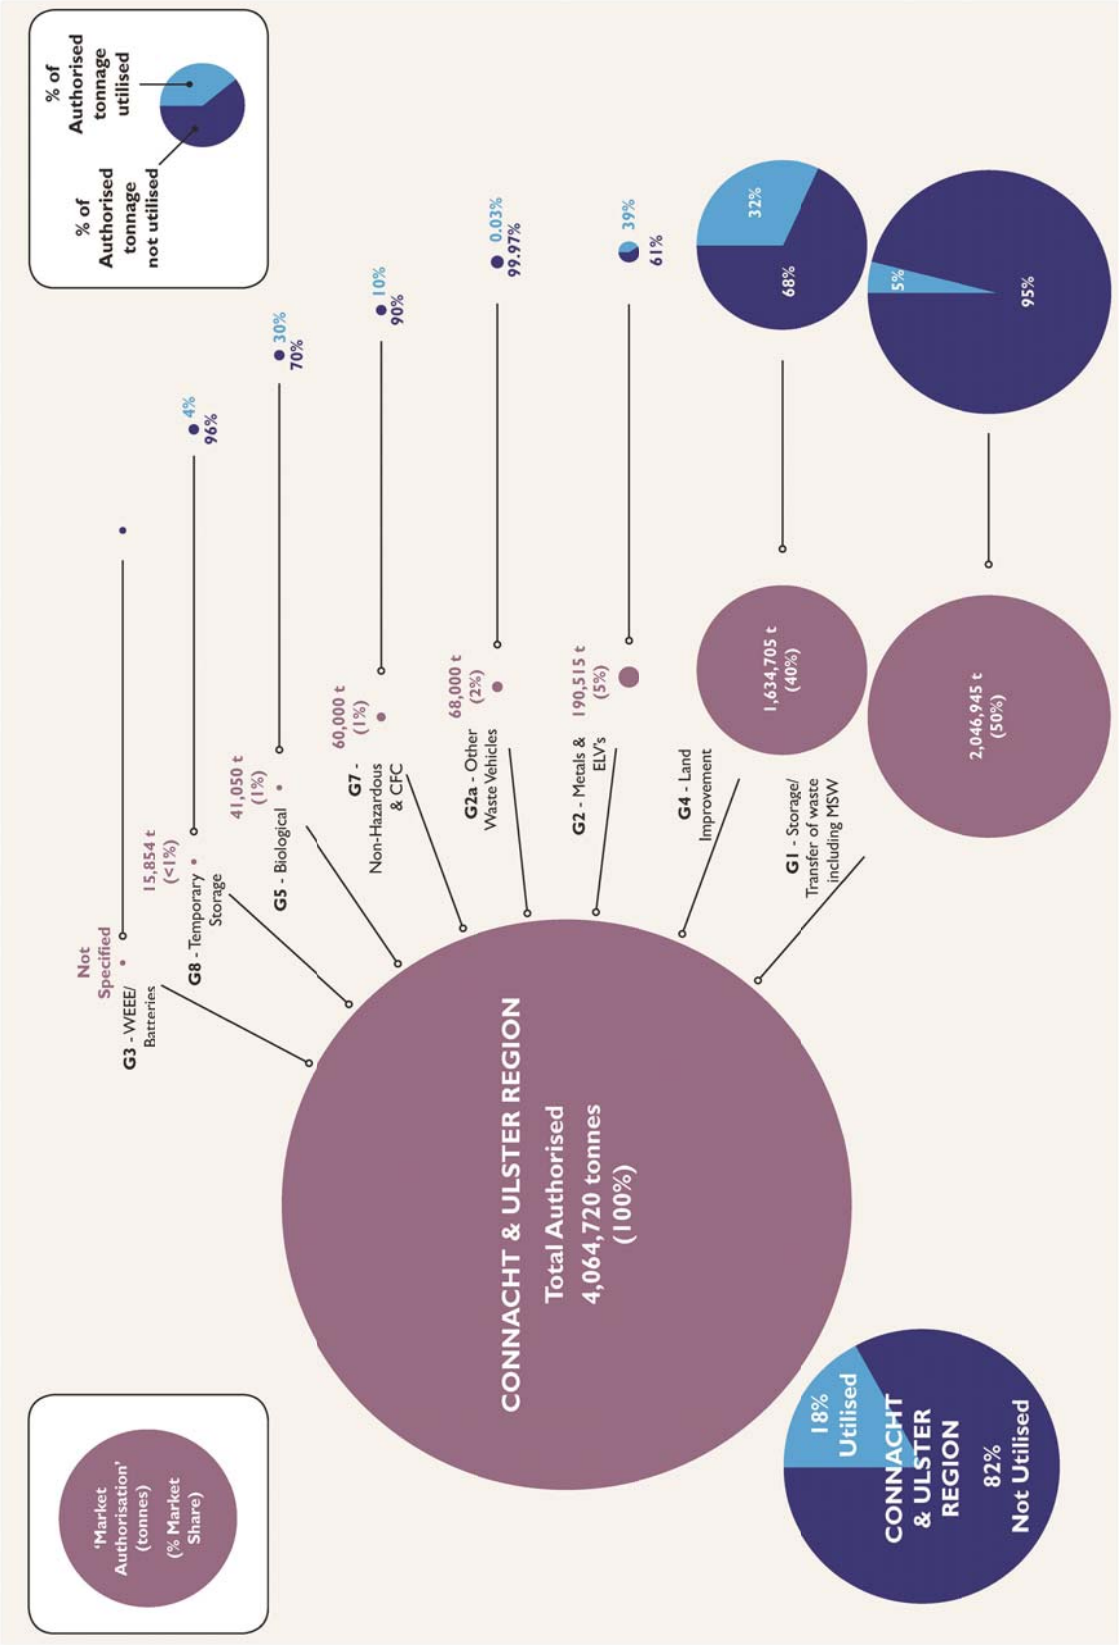 'Market
Authorisation'
(tonnes)
(% Market
Share)
% of
Authorised
tonnage
not utilised
% of
Authorised
tonnage
utilised
Not
Specified
G3 - WEEE/
Batteries
15,854 t
(<1%)
G8 - Temporary
Storage
4%
96%
41,050 t
(1%)
G5 - Biological
30%
70%
60,000 t
(1%)
G7 -
Non-Hazardous
& CFC
10%
90%
68,000 t
(2%)
G2a - Other
Waste Vehicles
0.03%
99.97%
190,515 t
(5%)
G2 - Metals &
ELV's
39%
61%
G4 - Land
Improvement
1,634,705 t
(40%)
32%
68%
G1 - Storage/
Transfer of waste
including MSW
2,046,945 t
(50%)
5%
95%
CONNACHT & ULSTER REGION
Total Authorised
4,064,720 tonnes
(100%)
18%
Utilised
CONNACHT
& ULSTER
REGION
82%
Not Utilised